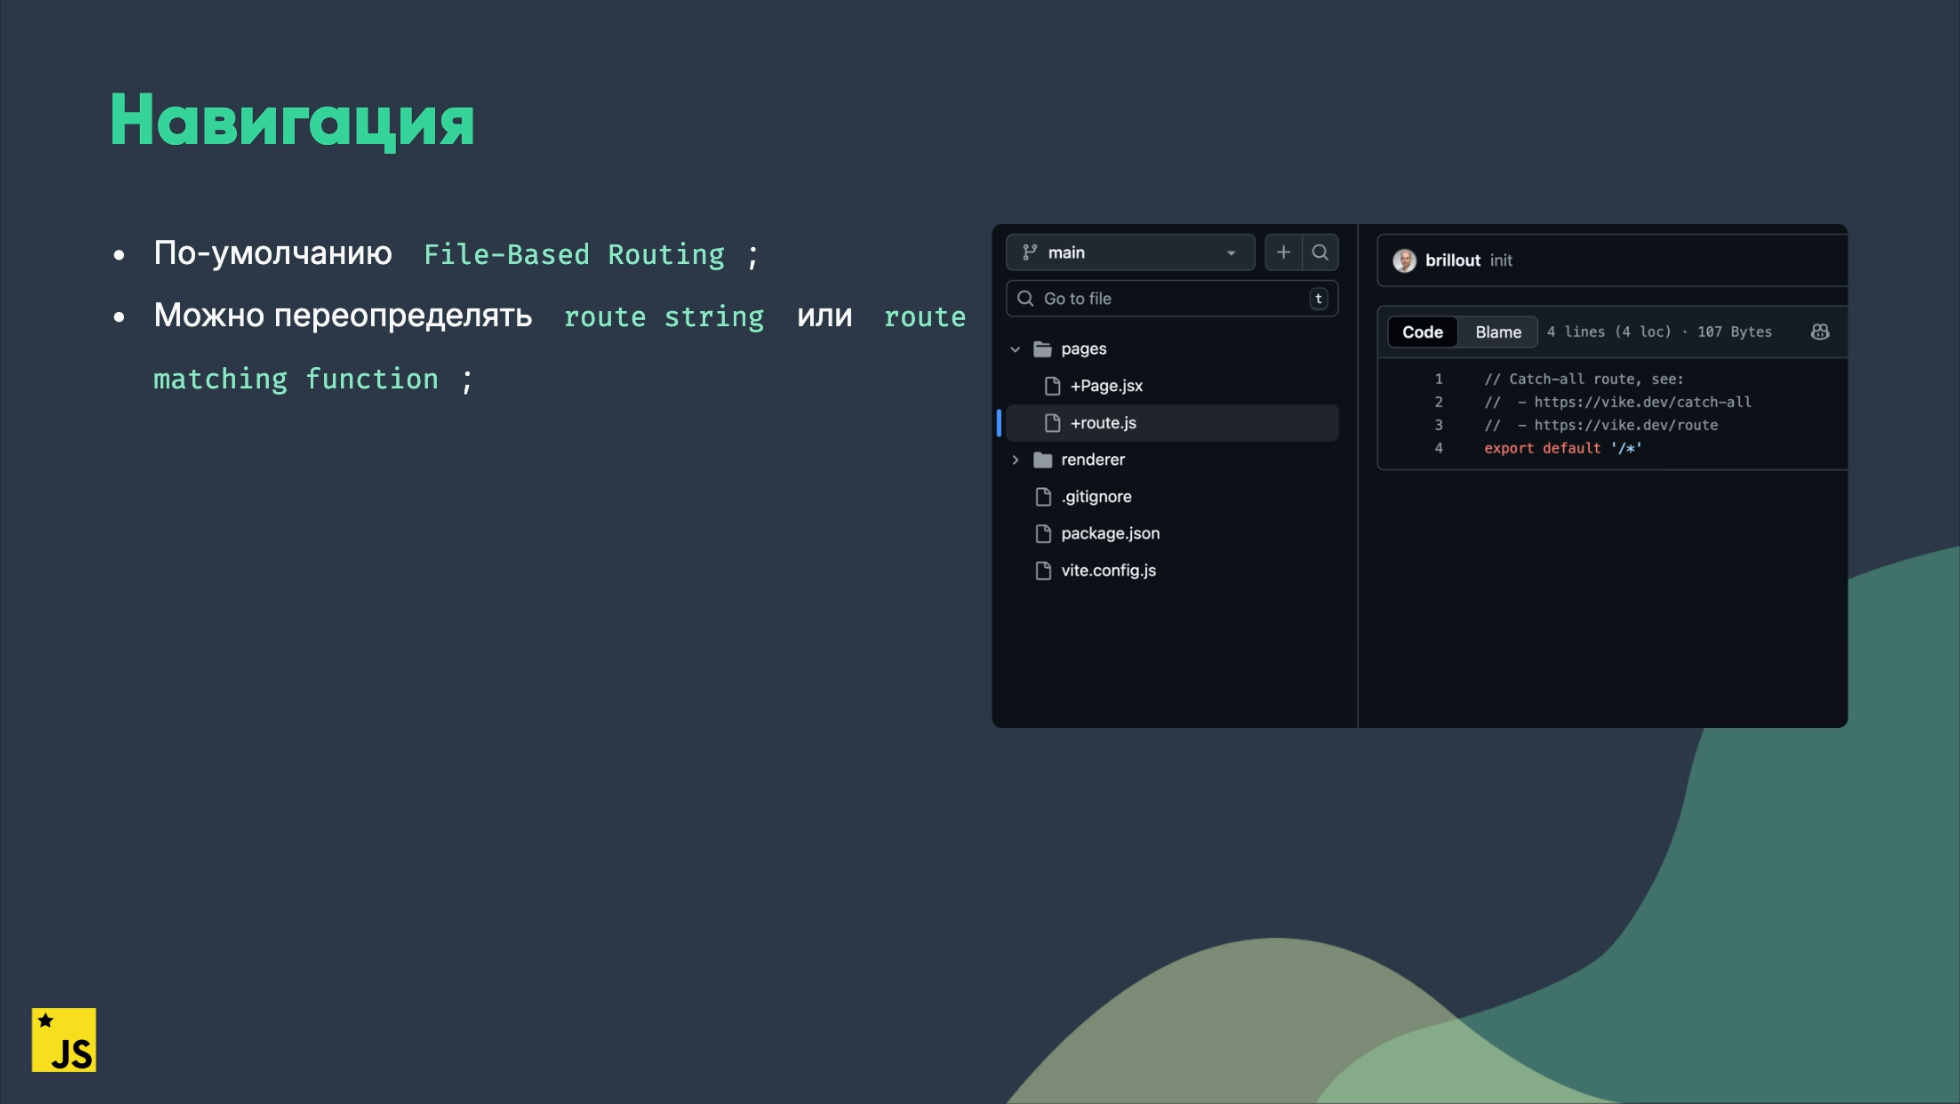 Навигация
• По-умолчанию File-Based Routing ;
• Можно переопределять route string или route
matching function ;
main
Go to file
t
pages
+Page.jsx
+route.js
renderer
.gitignore
package.json
vite.config.js
brillout init
Code Blame 4 lines (4 loc) · 107 Bytes
1 // Catch-all route, see:
2 //  - https://vike.dev/catch-all
3 //  - https://vike.dev/route
4 export default '/*'
JS